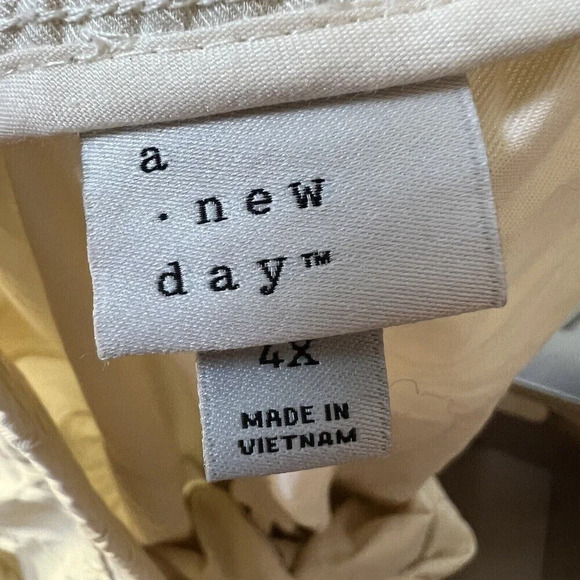 a
· new
day™
4X
MADE IN
VIETNAM